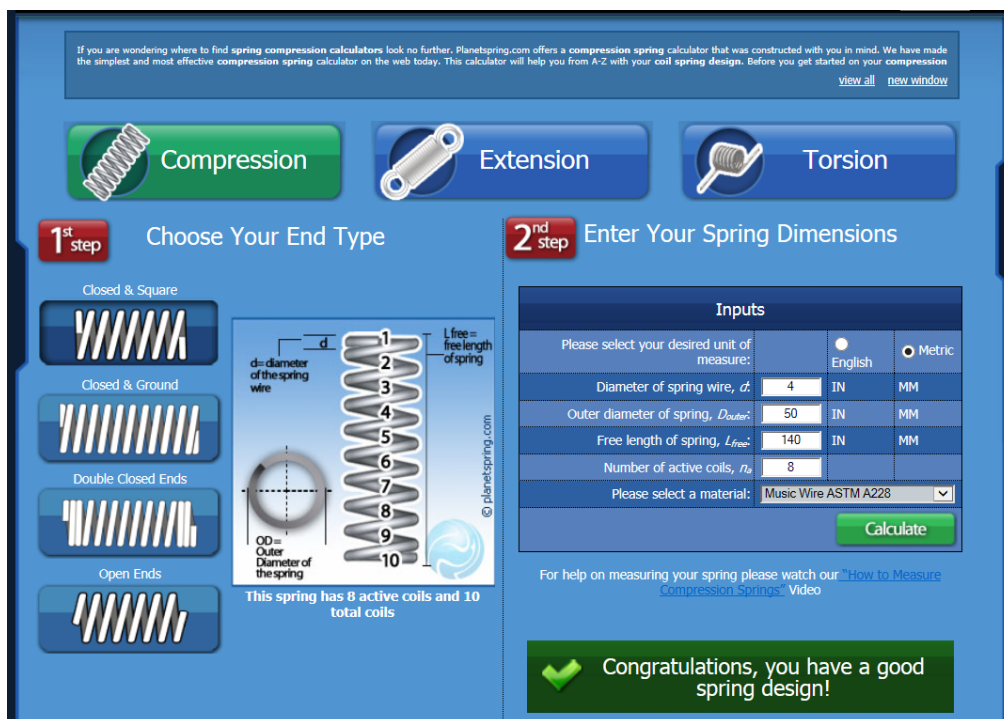 If you are wondering where to find spring compression calculators look no further. Planetspring.com offers a compression spring calculator that was constructed with you in mind. We have made
the simplest and most effective compression spring calculator on the web today. This calculator will help you from A-Z with your coil spring design. Before you get started on your compression
view all new window
Compression
Extension
Torsion
1st step
Choose Your End Type
2nd step
Enter Your Spring Dimensions
Closed & Square
Closed & Ground
Double Closed Ends
Open Ends
d
d= diameter
of the spring
wire
L free =
free length
of spring
1
2
3
4
5
6
7
8
9
10
OD =
Outer
Diameter of
the spring
© planetspring.com
This spring has 8 active coils and 10
total coils
Inputs
Please select your desired unit of
measure:
English
Metric
Diameter of spring wire, d: 4 IN MM
Outer diameter of spring, Douter: 50 IN MM
Free length of spring, Lfree: 140 IN MM
Number of active coils, na 8
Please select a material: Music Wire ASTM A228
Calculate
For help on measuring your spring please watch our "How to Measure
Compression Springs" Video
Congratulations, you have a good
spring design!